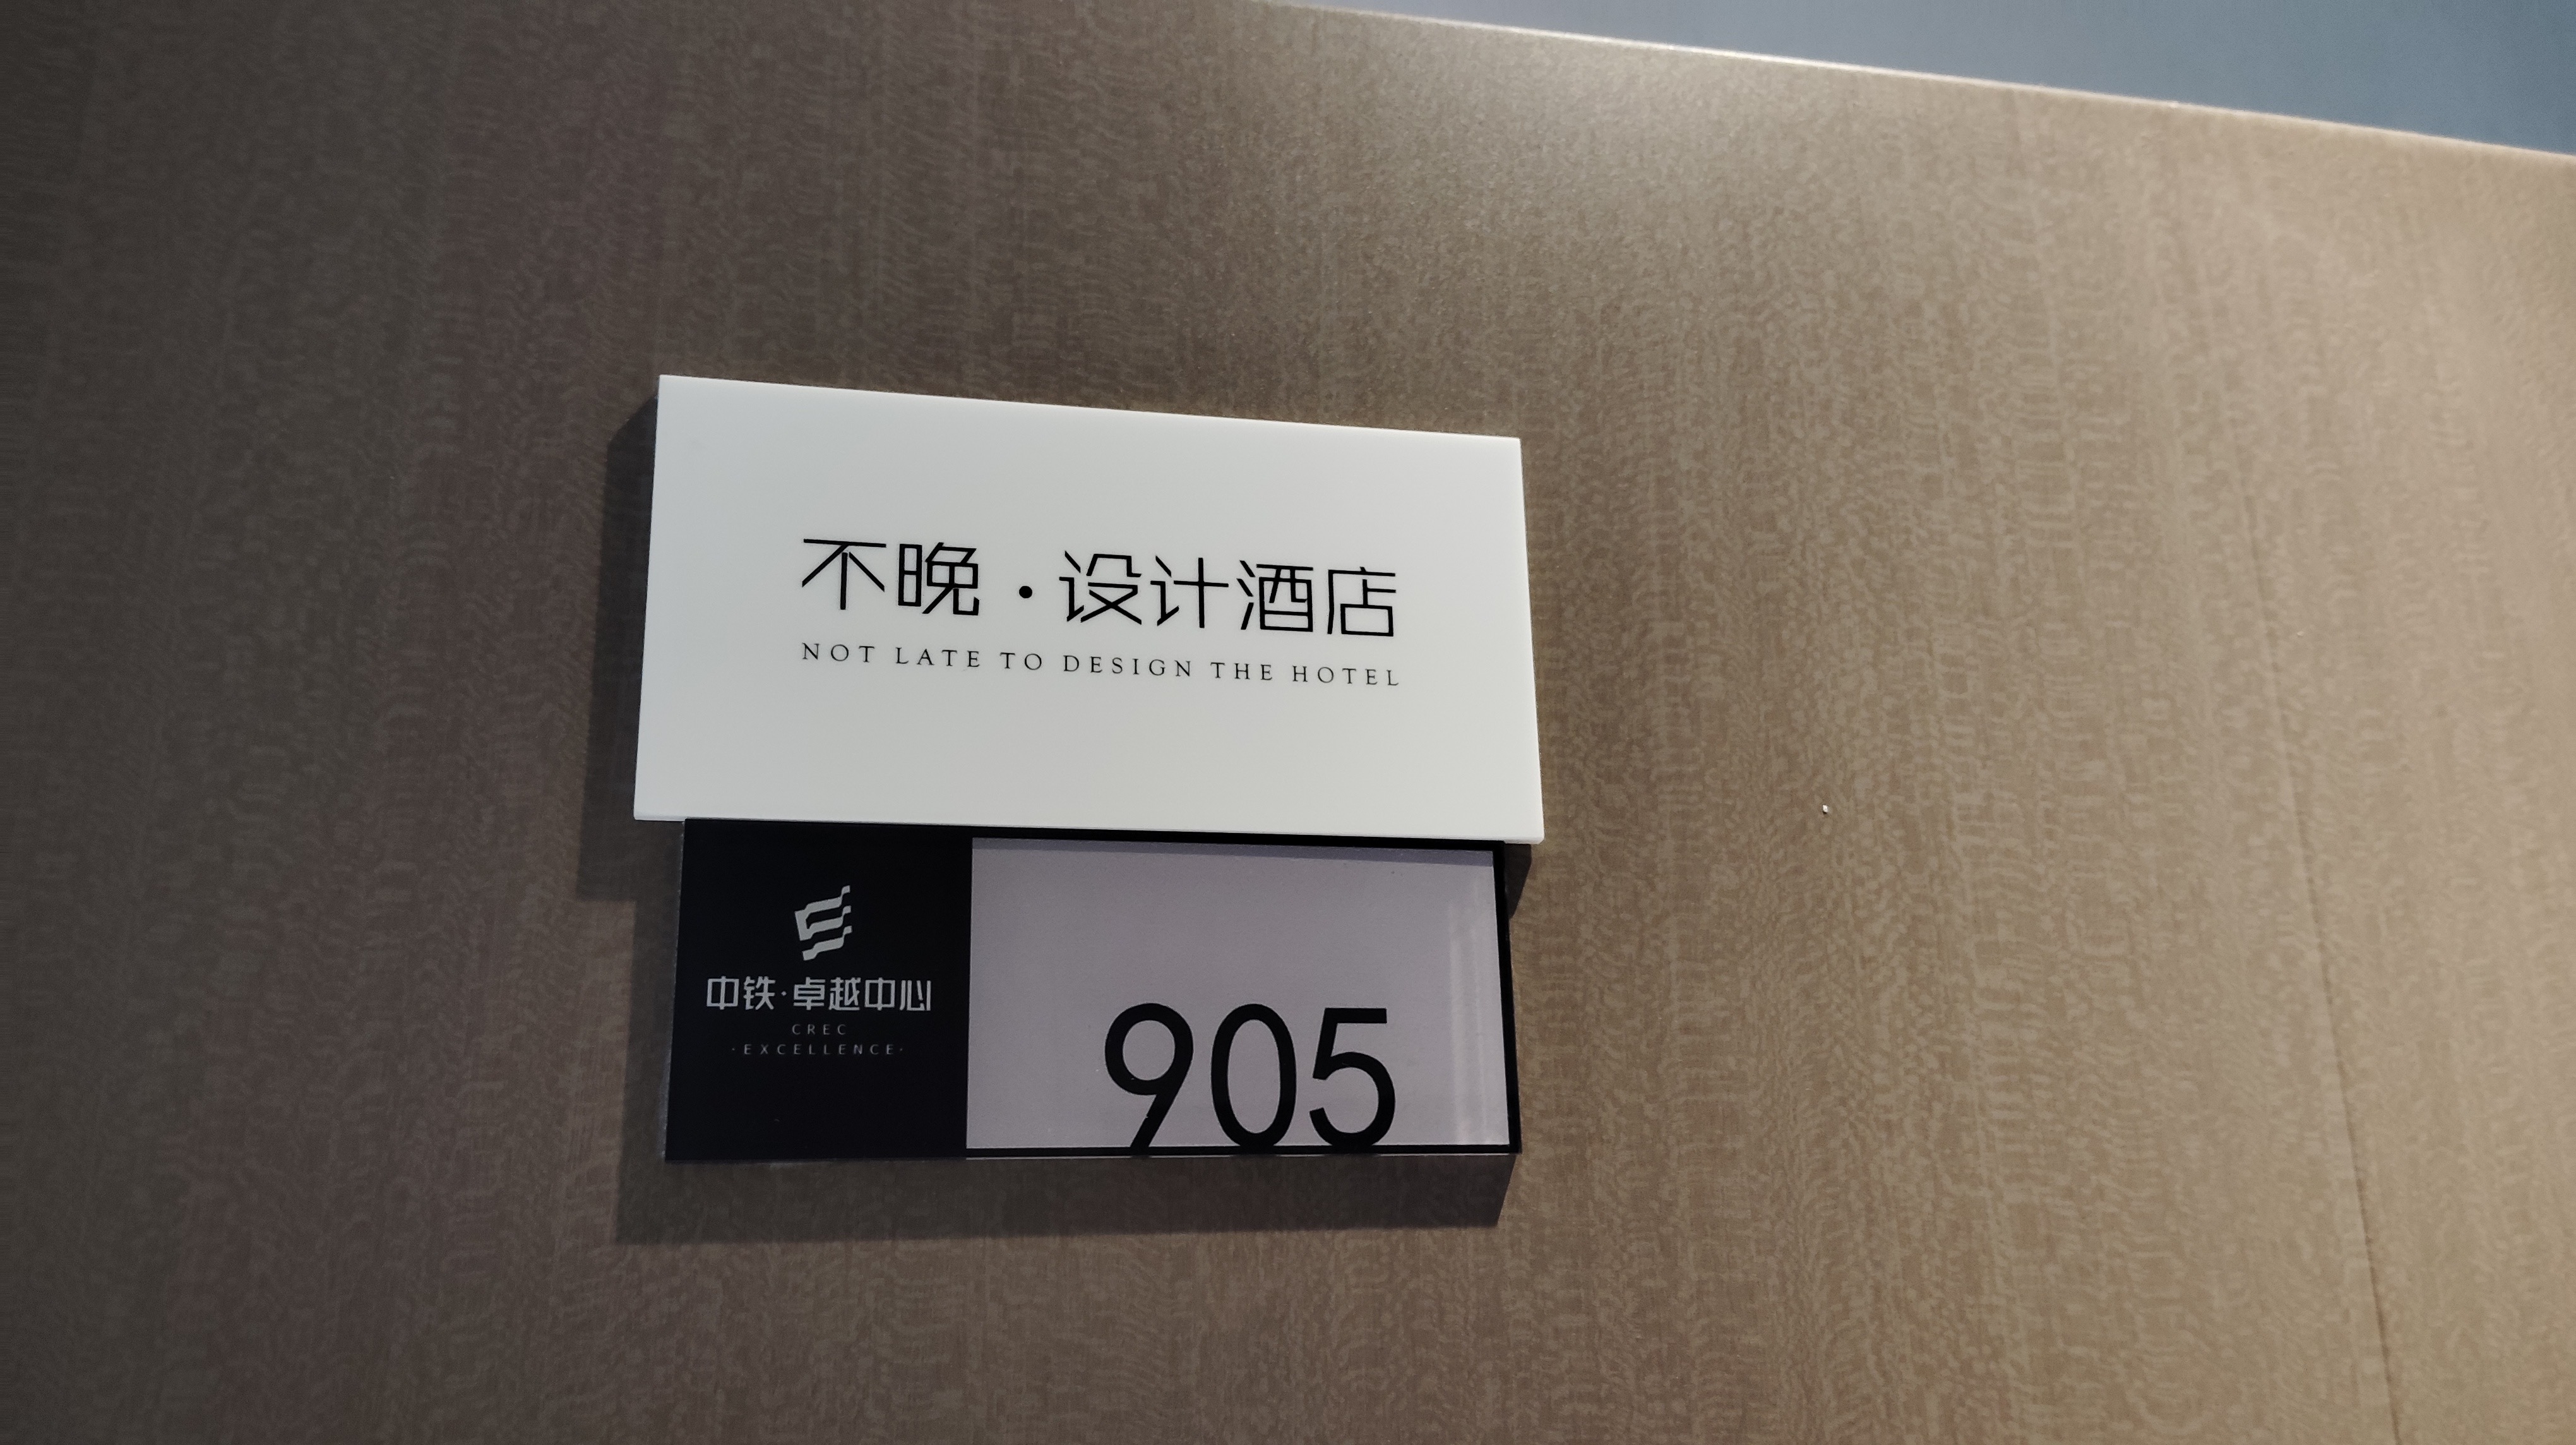 不晚·设计酒店
NOT LATE TO DESIGN THE HOTEL
中铁·卓越中心
CREC
·EXCELLENCE·
905